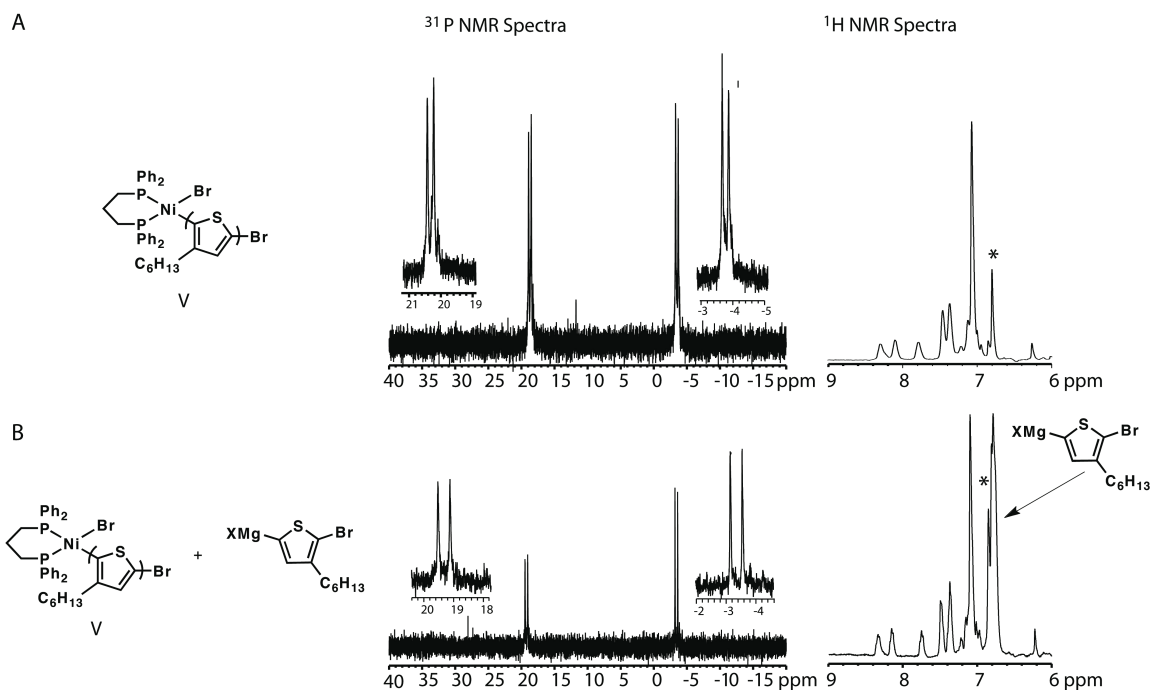 A
31P NMR Spectra
1H NMR Spectra
Ph2
P
Br
Ni
S
P
Ph2
Br
C6H13
V
21 20 19
-3 -4 -5
*
40 35 30 25 20 15 10 5 0 -5 -10 -15 ppm
9 8 7 6 ppm
B
Ph2
P
Br
Ni
S
P
Ph2
Br
C6H13
V
+
XMg
S
Br
C6H13
20 19 18
-2 -3 -4
*
XMg
S
Br
C6H13
40 35 30 25 20 15 10 5 0 -5 -10 -15 ppm
9 8 7 6 ppm